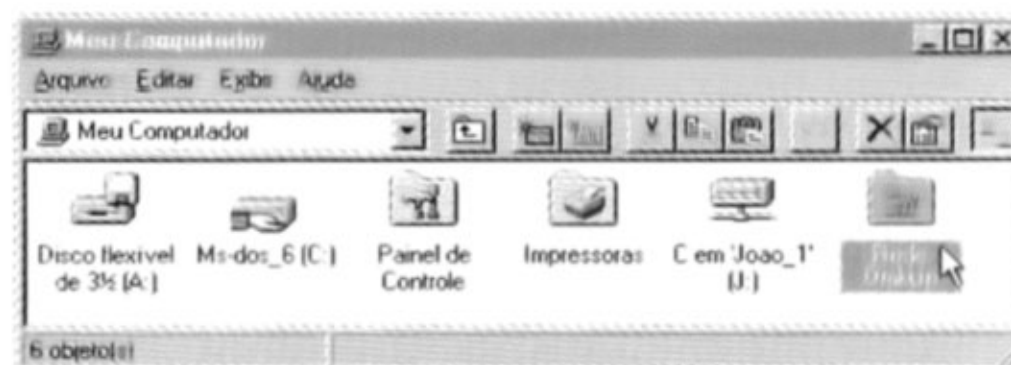 Meu Computador
Arquivo Editar Exibir Ajuda
Meu Computador
Disco flexível de 3½ (A:)
Ms-dos_6 (C:)
Painel de Controle
Impressoras
C em 'Joao_1' (J:)
6 objeto(s)